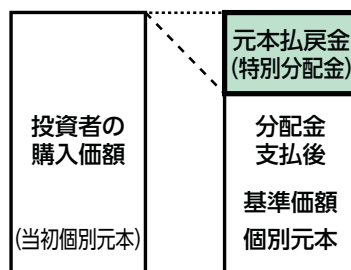 投資者の
購入価額
(当初個別元本)
元本払戻金
(特別分配金)
分配金
支払後
基準価額
個別元本